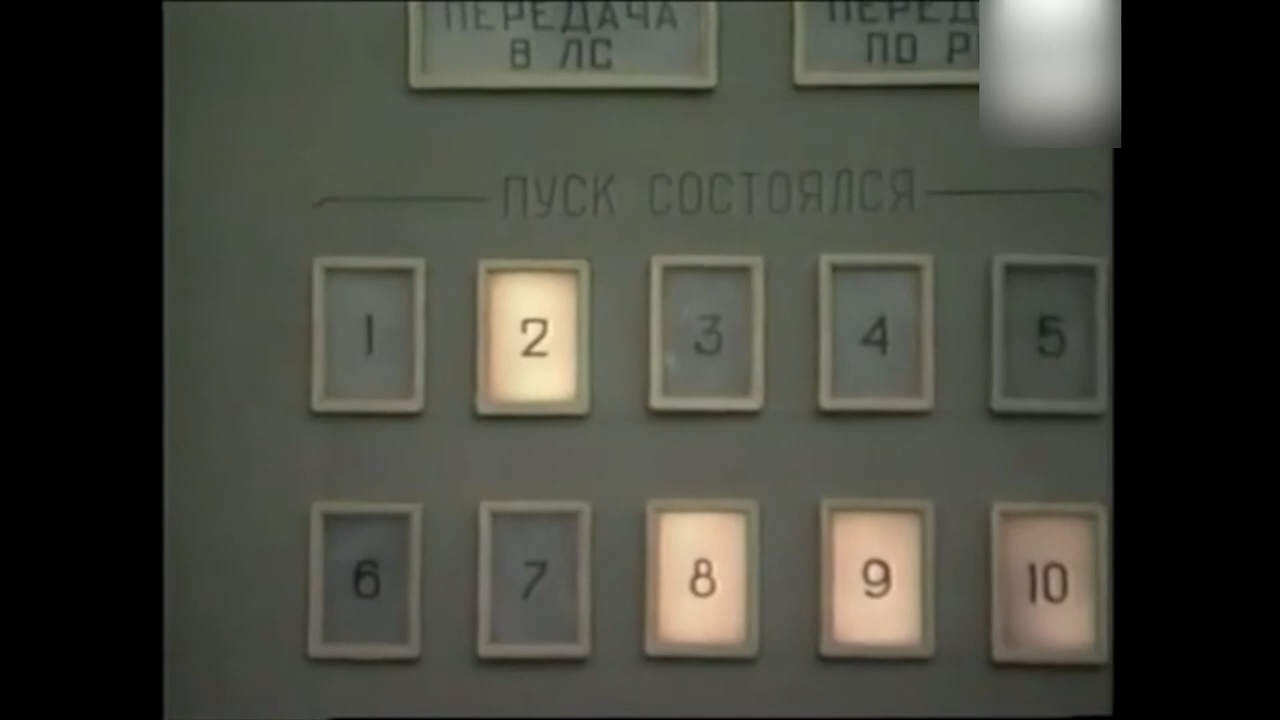 ПЕРЕДАЧА
В ЛС
ПО
ПУСК СОСТОЯЛСЯ
1 2 3 4 5
6 7 8 9 10